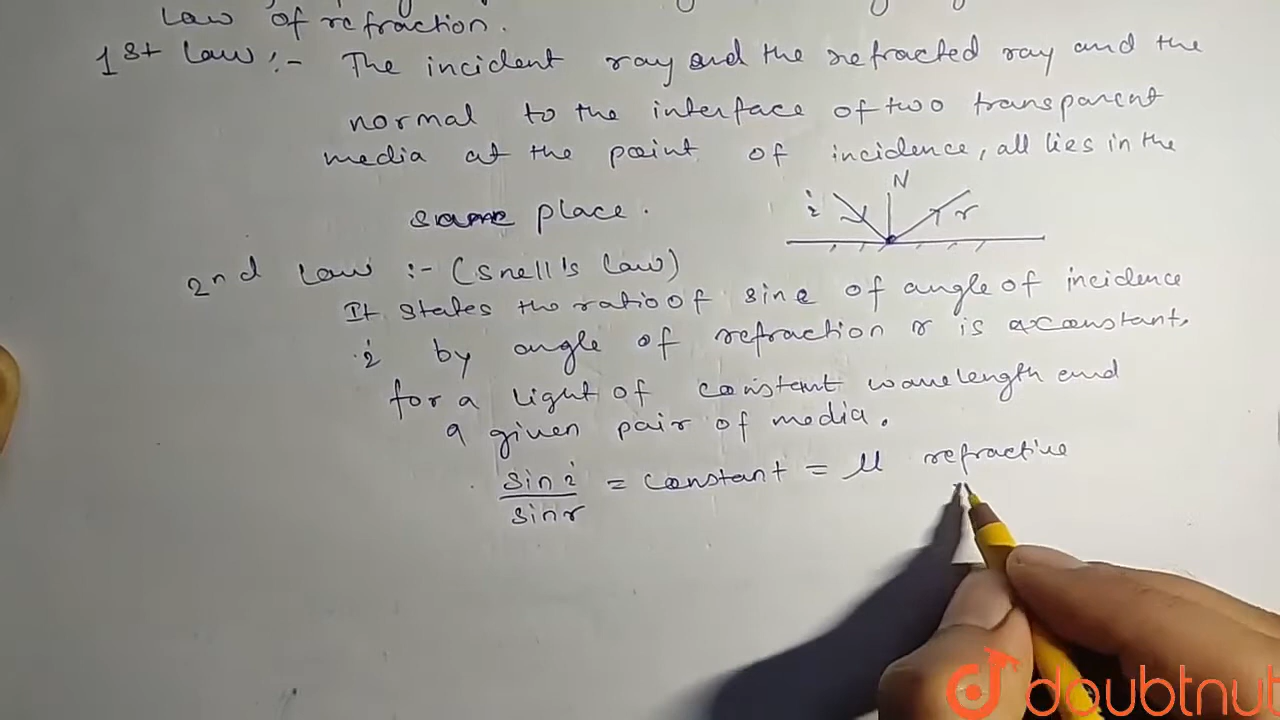 Law of refraction.
1st Law :- The incident ray and the refracted ray and the
normal to the interface of two transparent
media at the point of incidence, all lies in the
same place.
N
i
r
2nd Law :- (Snell's Law)
It states the ratio of sine of angle of incidence
i by angle of refraction r is a constant,
for a light of constant wavelength and
a given pair of media.
sin i / sin r = constant = μ refractive
doubtnut